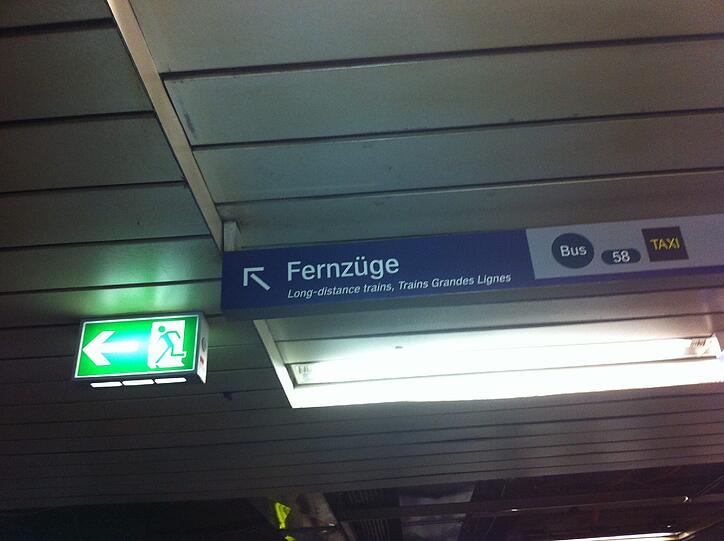 Fernzüge
Long-distance trains, Trains Grandes Lignes
Bus 58 TAXI